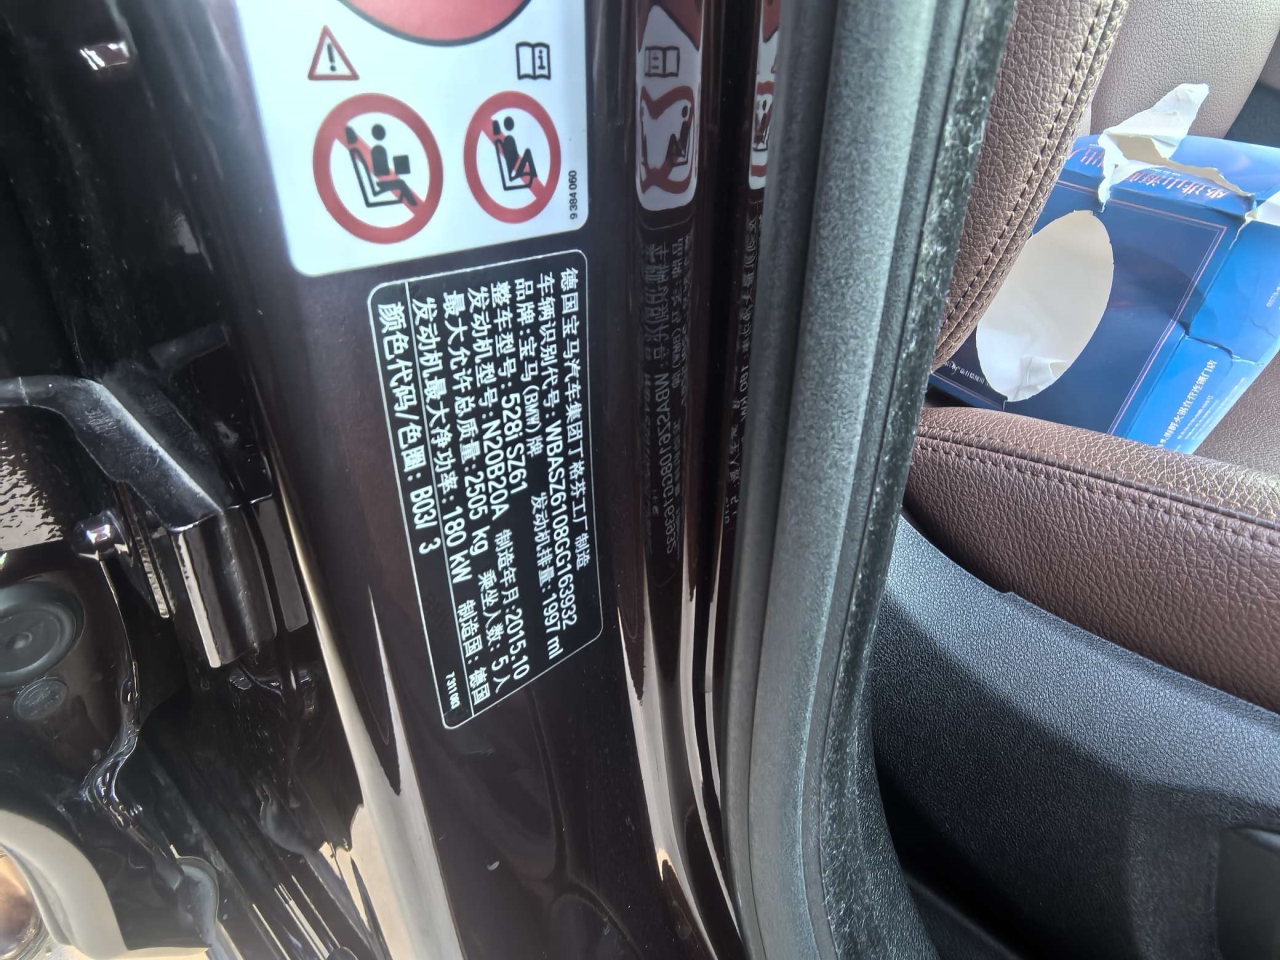 9 384 060
德国宝马汽车集团丁格芬工厂制造
车辆识别代号: WBASZ6108GG163932
品牌: 宝马(BMW)牌 发动机排量: 1997 ml
整车型号: 528i SZ61
发动机型号: N20B20A 制造年月:2015.10
最大允许总质量: 2505 kg 乘坐人数: 5 人
发动机最大净功率: 180 kW 制造国: 德国
颜色代码/色圈: B03/ 3